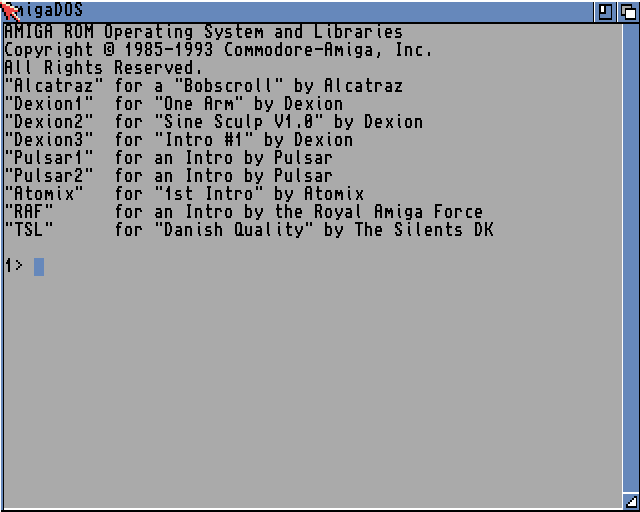 AmigaDOS
AMIGA ROM Operating System and Libraries
Copyright © 1985-1993 Commodore-Amiga, Inc.
All Rights Reserved.
"Alcatraz" for a "Bobscroll" by Alcatraz
"Dexion1"  for "One Arm" by Dexion
"Dexion2"  for "Sine Sculp V1.0" by Dexion
"Dexion3"  for "Intro #1" by Dexion
"Pulsar1"  for an Intro by Pulsar
"Pulsar2"  for an Intro by Pulsar
"Atomix"   for "1st Intro" by Atomix
"RAF"      for an Intro by the Royal Amiga Force
"TSL"      for "Danish Quality" by The Silents DK
1>